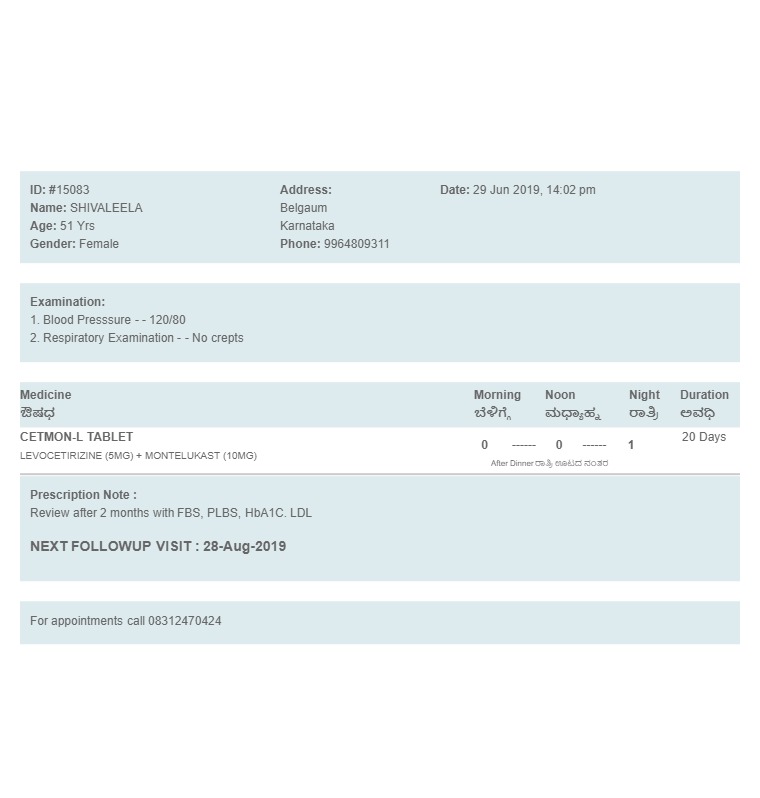 ID: #15083
Name: SHIVALEELA
Age: 51 Yrs
Gender: Female
Address:
Belgaum
Karnataka
Phone: 9964809311
Date: 29 Jun 2019, 14:02 pm
Examination:
1. Blood Presssure - - 120/80
2. Respiratory Examination - - No crepts
Medicine Morning Noon Night Duration
ಔಷಧ ಬೆಳಿಗ್ಗೆ ಮಧ್ಯಾಹ್ನ ರಾತ್ರಿ ಅವಧಿ
CETMON-L TABLET 0 ------ 0 ------ 1 20 Days
LEVOCETIRIZINE (5MG) + MONTELUKAST (10MG)
After Dinner ರಾತ್ರಿ ಊಟದ ನಂತರ
Prescription Note :
Review after 2 months with FBS, PLBS, HbA1C. LDL
NEXT FOLLOWUP VISIT : 28-Aug-2019
For appointments call 08312470424